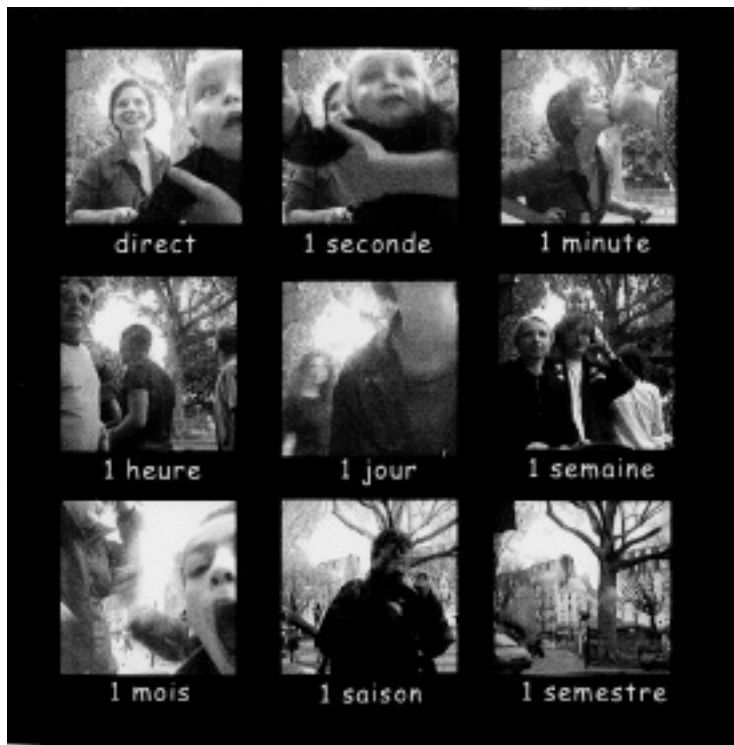 direct
1 seconde
1 minute
1 heure
1 jour
1 semaine
1 mois
1 saison
1 semestre